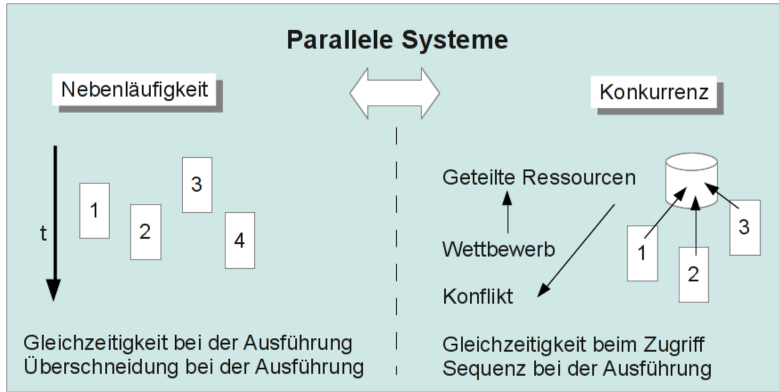 Parallele Systeme
Nebenläufigkeit
t
1
2
3
4
Gleichzeitigkeit bei der Ausführung
Überschneidung bei der Ausführung
Konkurrenz
Geteilte Ressourcen
Wettbewerb
Konflikt
1
2
3
Gleichzeitigkeit beim Zugriff
Sequenz bei der Ausführung